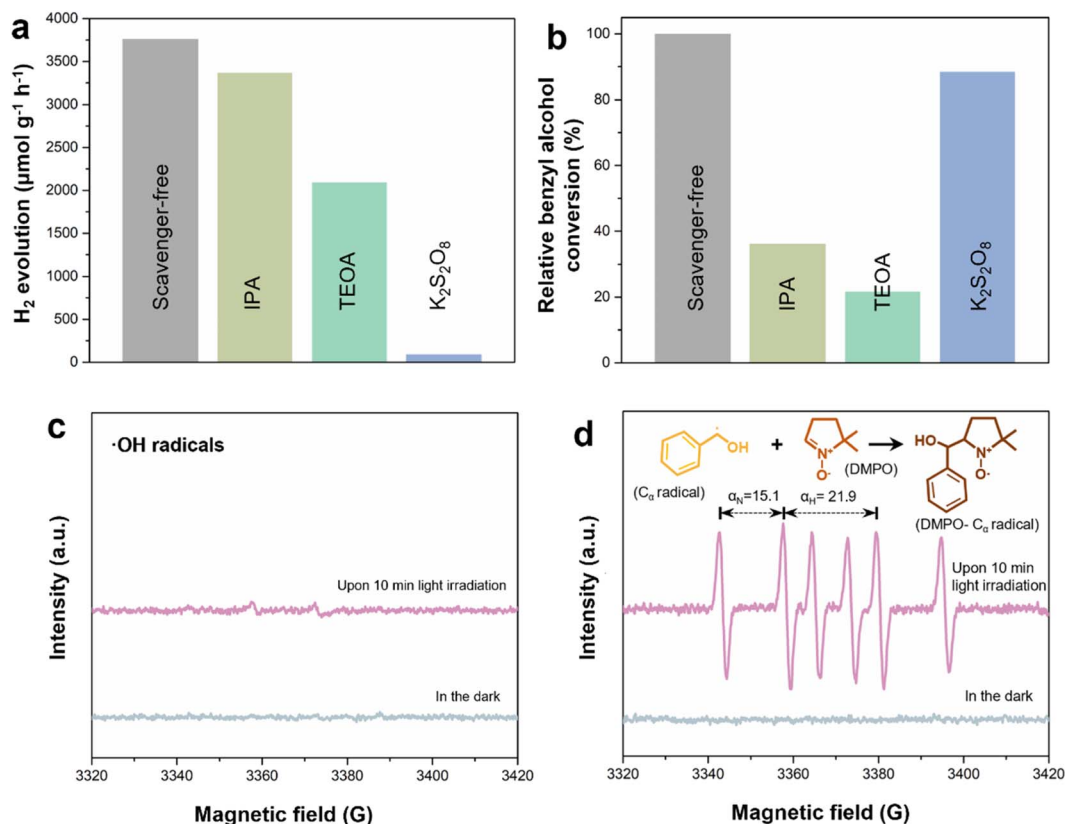 a
4000
3500
3000
2500
2000
1500
1000
500
0
H₂ evolution (μmol g⁻¹ h⁻¹)
Scavenger-free
IPA
TEOA
K₂S₂O₈
b
100
80
60
40
20
0
Relative benzyl alcohol
conversion (%)
Scavenger-free
IPA
TEOA
K₂S₂O₈
c
·OH radicals
Upon 10 min light irradiation
In the dark
Intensity (a.u.)
3320 3340 3360 3380 3400 3420
Magnetic field (G)
d
OH
(Cα radical)
+
N⁺
O⁻
(DMPO)
HO
N⁺
O·
(DMPO- Cα radical)
αN=15.1
αH= 21.9
Upon 10 min
light irradiation
In the dark
Intensity (a.u.)
3320 3340 3360 3380 3400 3420
Magnetic field (G)